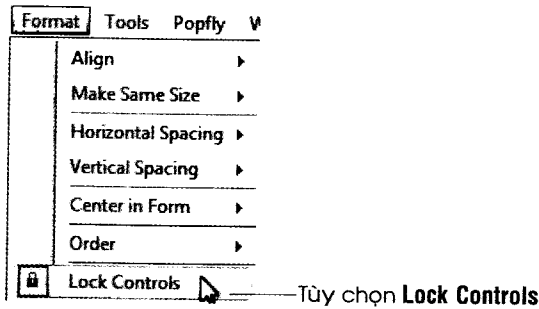 Format Tools Popfly W
Align
Make Same Size
Horizontal Spacing
Vertical Spacing
Center in Form
Order
Lock Controls
Tùy chọn Lock Controls